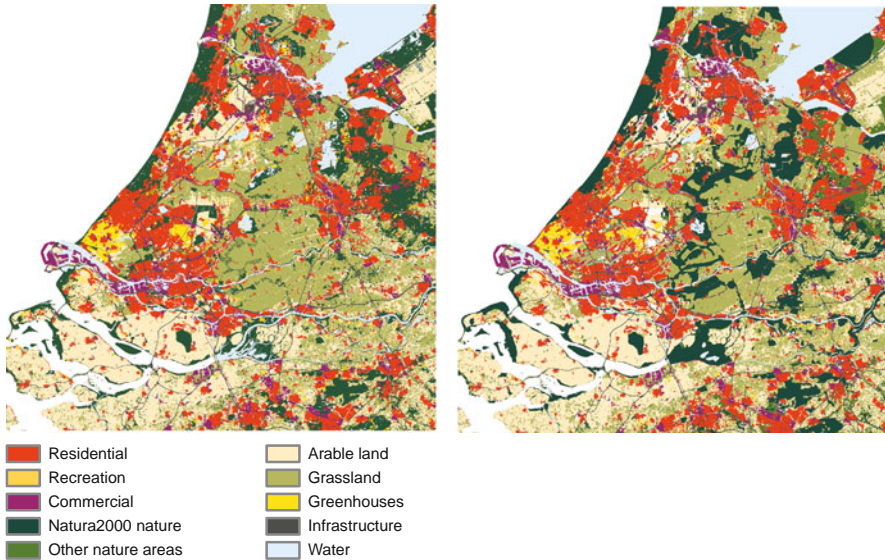 Residential
Recreation
Commercial
Natura2000 nature
Other nature areas
Arable land
Grassland
Greenhouses
Infrastructure
Water